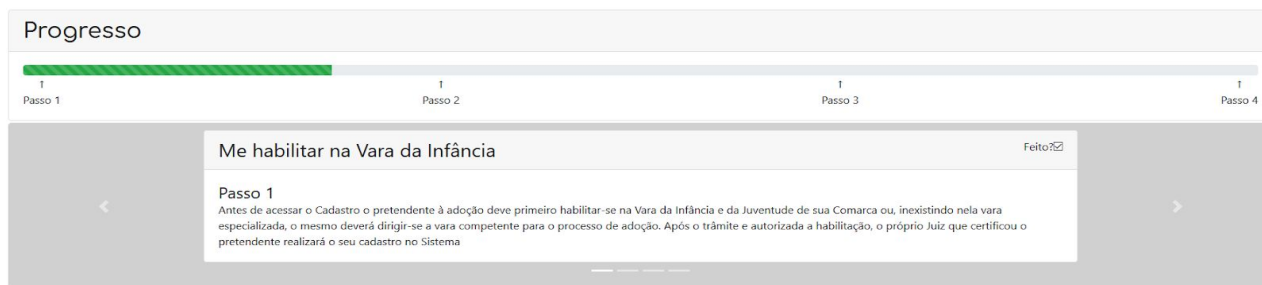 Progresso
↑ ↑ ↑ ↑
Passo 1 Passo 2 Passo 3 Passo 4
Me habilitar na Vara da Infância Feito?☑
Passo 1
Antes de acessar o Cadastro o pretendente à adoção deve primeiro habilitar-se na Vara da Infância e da Juventude de sua Comarca ou, inexistindo nela vara
especializada, o mesmo deverá dirigir-se a vara competente para o processo de adoção. Após o trâmite e autorizada a habilitação, o próprio Juiz que certificou o
pretendente realizará o seu cadastro no Sistema